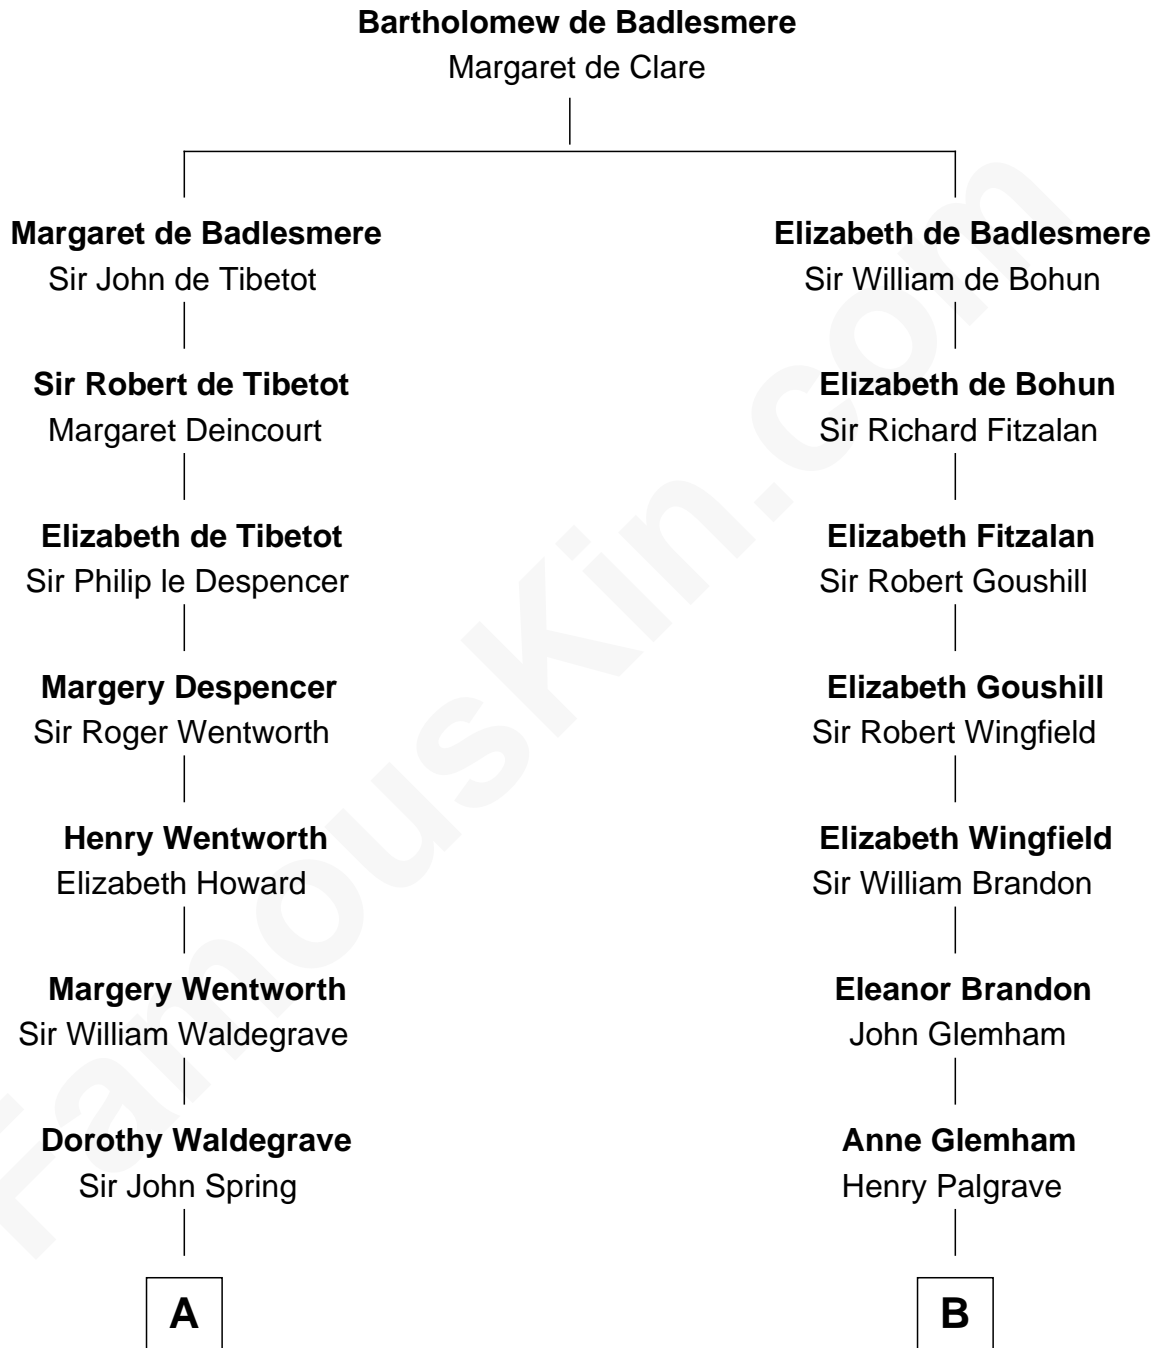 Bartholomew de Badlesmere
Margaret de Clare
Margaret de Badlesmere
Sir John de Tibetot
Elizabeth de Badlesmere
Sir William de Bohun
Sir Robert de Tibetot
Margaret Deincourt
Elizabeth de Bohun
Sir Richard Fitzalan
Elizabeth de Tibetot
Sir Philip le Despencer
Elizabeth Fitzalan
Sir Robert Goushill
Margery Despencer
Sir Roger Wentworth
Elizabeth Goushill
Sir Robert Wingfield
Henry Wentworth
Elizabeth Howard
Elizabeth Wingfield
Sir William Brandon
Margery Wentworth
Sir William Waldegrave
Eleanor Brandon
John Glemham
Dorothy Waldegrave
Sir John Spring
Anne Glemham
Henry Palgrave
A
B
FamousKin.com